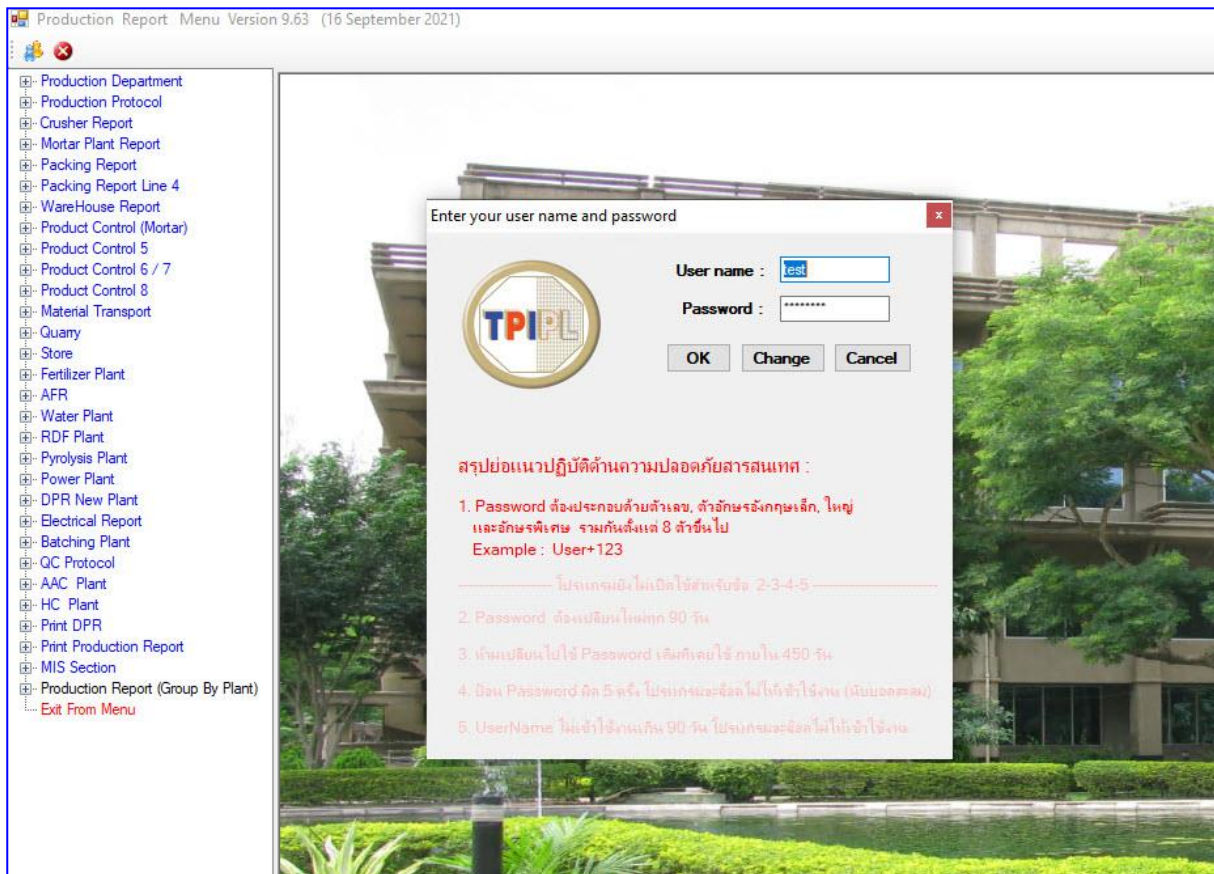 Production Report Menu Version 9.63 (16 September 2021)
Production Department
Production Protocol
Crusher Report
Mortar Plant Report
Packing Report
Packing Report Line 4
WareHouse Report
Product Control (Mortar)
Product Control 5
Product Control 6 / 7
Product Control 8
Material Transport
Quarry
Store
Fertilizer Plant
AFR
Water Plant
RDF Plant
Pyrolysis Plant
Power Plant
DPR New Plant
Electrical Report
Batching Plant
QC Protocol
AAC Plant
HC Plant
Print DPR
Print Production Report
MIS Section
Production Report (Group By Plant)
Exit From Menu
Enter your user name and password
x
TPIPL
User name : test
Password : ********
OK Change Cancel
สรุปย่อแนวปฏิบัติด้านความปลอดภัยสารสนเทศ :
1. Password ต้องประกอบด้วยตัวเลข, ตัวอักษรอังกฤษเล็ก, ใหญ่
และอักษรพิเศษ รวมกันตั้งแต่ 8 ตัวขึ้นไป
Example : User+123
โปรแกรมยังไม่เปิดใช้สำหรับข้อ 2-3-4-5
2. Password ต้องเปลี่ยนใหม่ทุก 90 วัน
3. ห้ามเปลี่ยนไปใช้ Password เดิมที่เคยใช้ ภายใน 450 วัน
4. ป้อน Password ผิด 5 ครั้ง โปรแกรมจะล็อคไม่ให้เข้าใช้งาน (นับยอดสะสม)
5. UserName ไม่เข้าใช้งานเกิน 90 วัน โปรแกรมจะล็อคไม่ให้เข้าใช้งาน